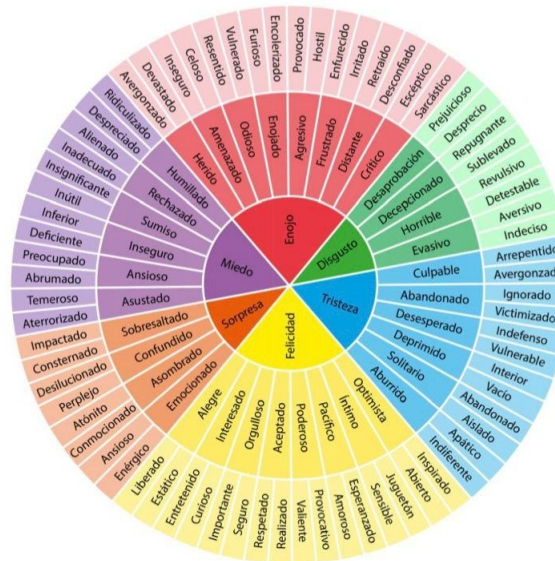 Enojo
Disgusto
Tristeza
Felicidad
Sorpresa
Miedo
Herido
Amenazado
Odioso
Enojado
Agresivo
Frustrado
Distante
Crítico
Desaprobación
Decepcionado
Horrible
Evasivo
Culpable
Abandonado
Desesperado
Deprimido
Solitario
Aburrido
Optimista
Íntimo
Pacífico
Poderoso
Aceptado
Orgulloso
Interesado
Alegre
Emocionado
Asombrado
Confundido
Sobresaltado
Asustado
Ansioso
Inseguro
Sumiso
Rechazado
Humillado
Avergonzado
Devastado
Inseguro
Celoso
Resentido
Vulnerado
Furioso
Encolerizado
Provocado
Hostil
Enfurecido
Irritado
Retraído
Desconfiado
Escéptico
Sarcástico
Prejuicioso
Desprecio
Repugnante
Sublevado
Revulsivo
Detestable
Aversivo
Indeciso
Arrepentido
Avergonzado
Ignorado
Victimizado
Indefenso
Vulnerable
Interior
Vacío
Abandonado
Aislado
Apático
Indiferente
Inspirado
Abierto
Juguetón
Sensible
Esperanzado
Amoroso
Provocativo
Valiente
Realizado
Respetado
Seguro
Importante
Curioso
Entretenido
Estático
Liberado
Enérgico
Ansioso
Conmocionado
Atónito
Perplejo
Desilucionado
Consternado
Impactado
Aterrorizado
Temeroso
Abrumado
Preocupado
Deficiente
Inferior
Inútil
Insignificante
Inadecuado
Alienado
Despreciado
Ridiculizado